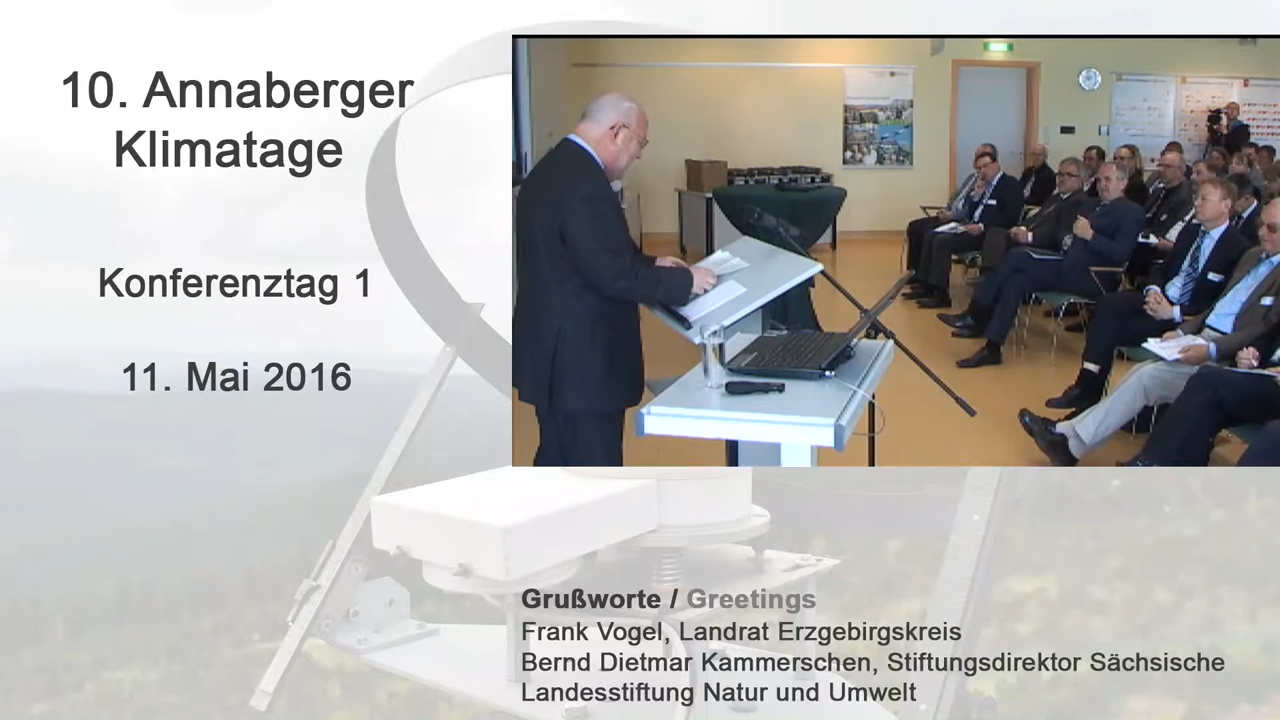 10. Annaberger
Klimatage
Konferenztag 1
11. Mai 2016
Grußworte / Greetings
Frank Vogel, Landrat Erzgebirgskreis
Bernd Dietmar Kammerschen, Stiftungsdirektor Sächsische
Landesstiftung Natur und Umwelt